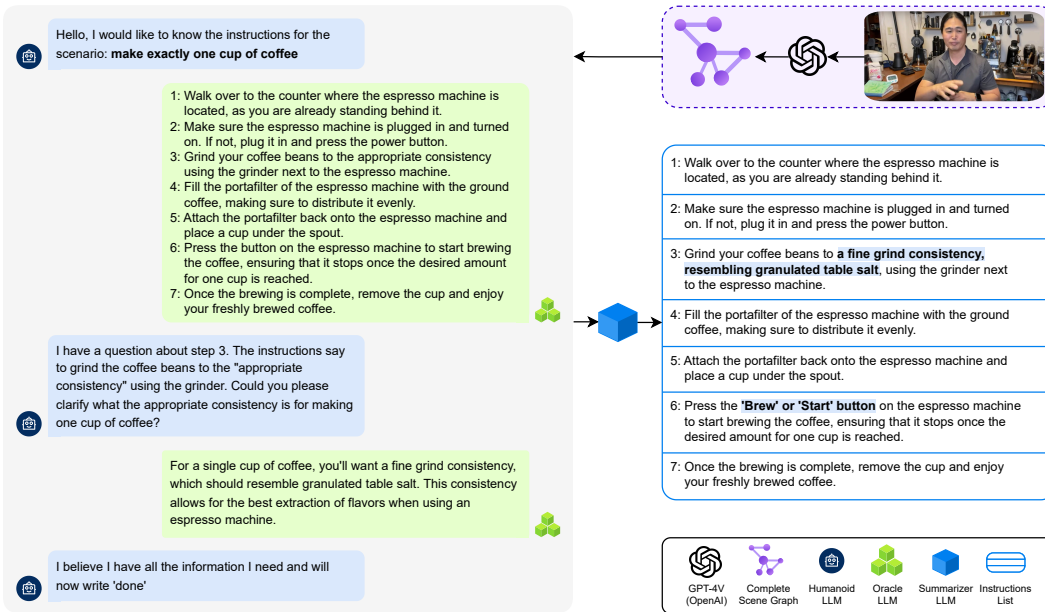 Hello, I would like to know the instructions for the
scenario: make exactly one cup of coffee
1: Walk over to the counter where the espresso machine is
located, as you are already standing behind it.
2: Make sure the espresso machine is plugged in and turned
on. If not, plug it in and press the power button.
3: Grind your coffee beans to the appropriate consistency
using the grinder next to the espresso machine.
4: Fill the portafilter of the espresso machine with the ground
coffee, making sure to distribute it evenly.
5: Attach the portafilter back onto the espresso machine and
place a cup under the spout.
6: Press the button on the espresso machine to start brewing
the coffee, ensuring that it stops once the desired amount
for one cup is reached.
7: Once the brewing is complete, remove the cup and enjoy
your freshly brewed coffee.
I have a question about step 3. The instructions say
to grind the coffee beans to the "appropriate
consistency" using the grinder. Could you please
clarify what the appropriate consistency is for making
one cup of coffee?
For a single cup of coffee, you'll want a fine grind consistency,
which should resemble granulated table salt. This consistency
allows for the best extraction of flavors when using an
espresso machine.
I believe I have all the information I need and will
now write 'done'
1: Walk over to the counter where the espresso machine is
located, as you are already standing behind it.
2: Make sure the espresso machine is plugged in and turned
on. If not, plug it in and press the power button.
3: Grind your coffee beans to a fine grind consistency,
resembling granulated table salt, using the grinder next
to the espresso machine.
4: Fill the portafilter of the espresso machine with the ground
coffee, making sure to distribute it evenly.
5: Attach the portafilter back onto the espresso machine and
place a cup under the spout.
6: Press the 'Brew' or 'Start' button on the espresso machine
to start brewing the coffee, ensuring that it stops once the
desired amount for one cup is reached.
7: Once the brewing is complete, remove the cup and enjoy
your freshly brewed coffee.
GPT-4V
(OpenAI)
Complete
Scene Graph
Humanoid
LLM
Oracle
LLM
Summarizer
LLM
Instructions
List